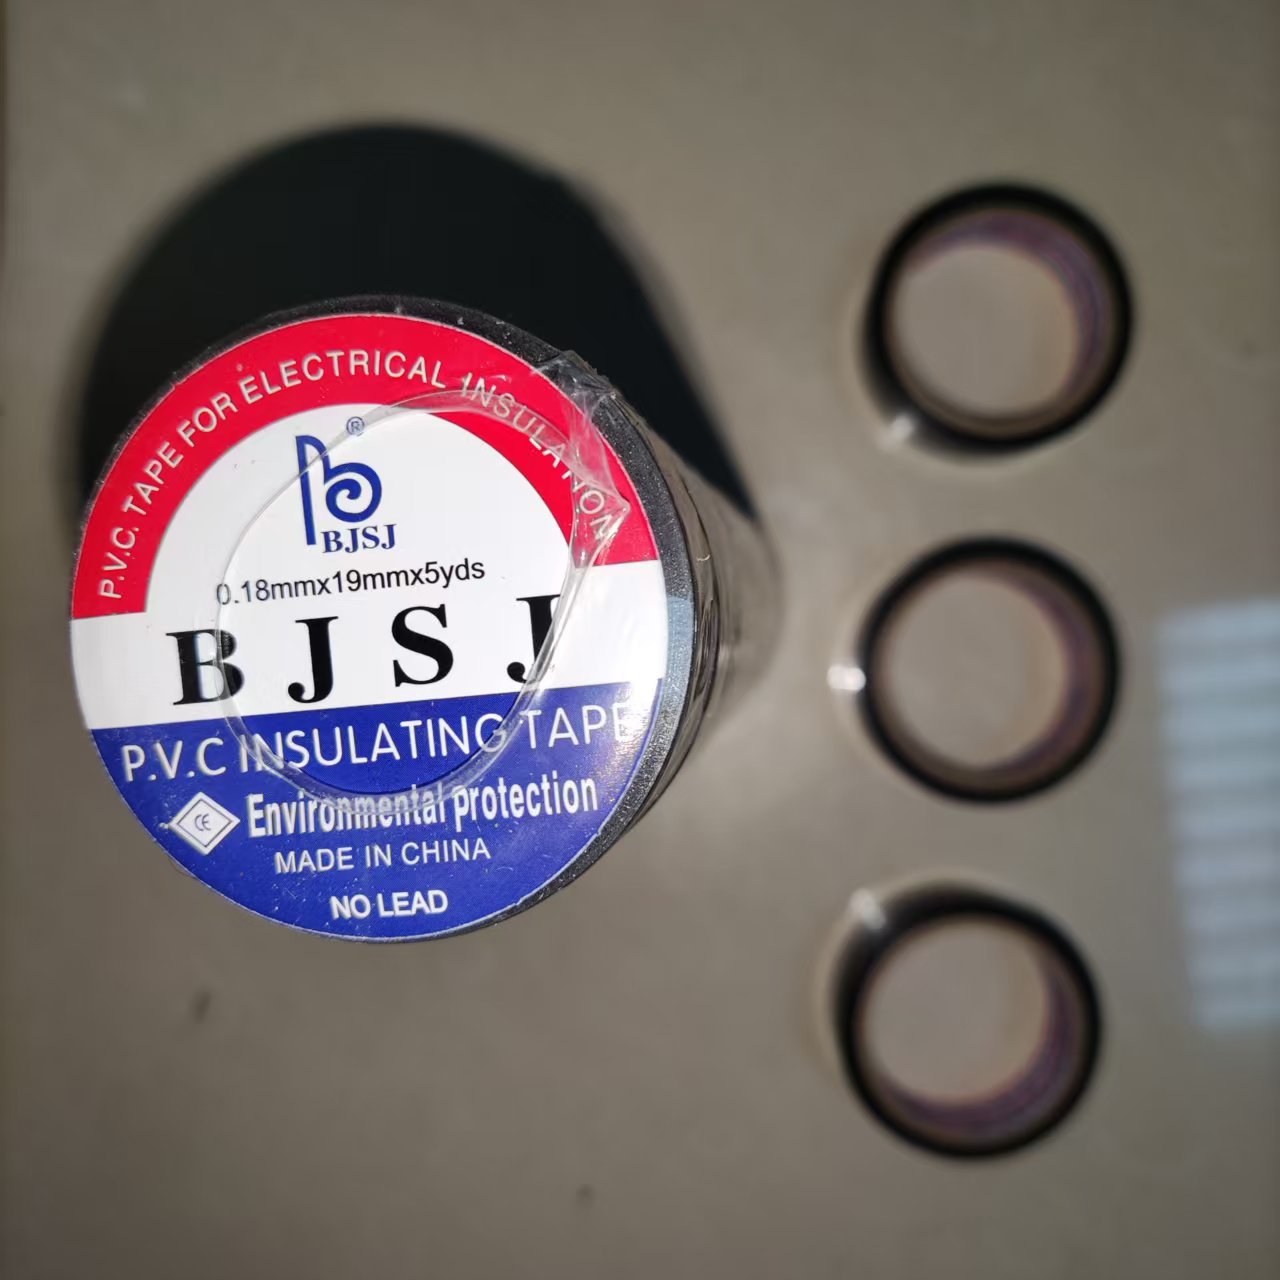 P.V.C. TAPE FOR ELECTRICAL INSULATION
®
BJSJ
0.18mmx19mmx5yds
BJSJ
P.V.C INSULATING TAPE
CE Environmental protection
MADE IN CHINA
NO LEAD